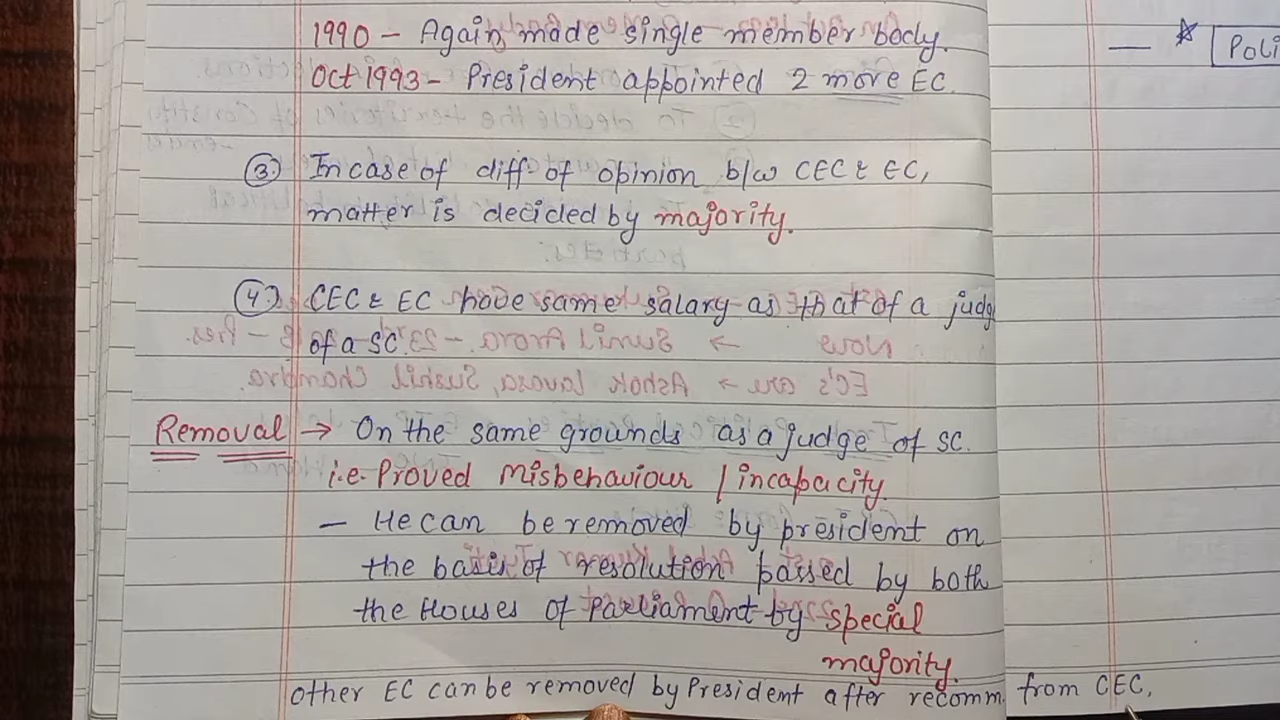 1990 - Again made single member body.
Oct 1993 - President appointed 2 more EC.
— * Poli
③ In case of diff. of opinion b/w CEC & EC,
matter is decided by majority.
④ CEC & EC have same salary as that of a judg
of a SC
Removal → On the same grounds as a judge of SC.
i.e. Proved Misbehaviour / incapacity.
- He can be removed by president on
the basis of resolution passed by both
the Houses of Parliament by special
majority.
other EC can be removed by President after recomm. from CEC.